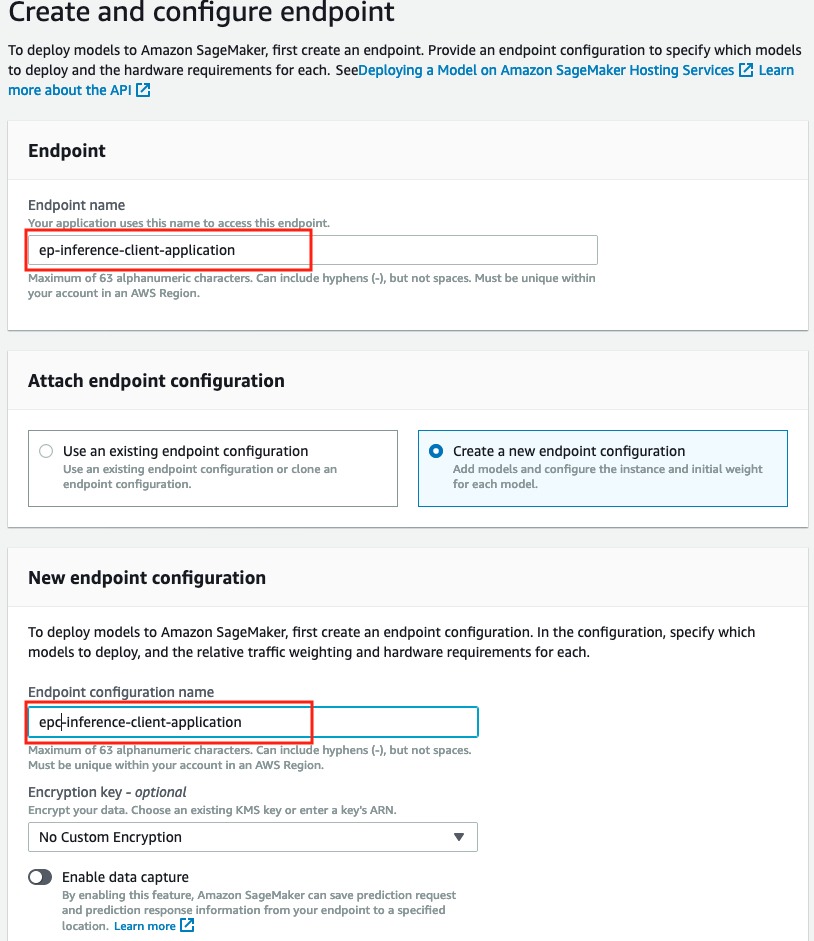 Create and configure endpoint
To deploy models to Amazon SageMaker, first create an endpoint. Provide an endpoint configuration to specify which models
to deploy and the hardware requirements for each. SeeDeploying a Model on Amazon SageMaker Hosting Services Learn
more about the API
Endpoint
Endpoint name
Your application uses this name to access this endpoint.
ep-inference-client-application
Maximum of 63 alphanumeric characters. Can include hyphens (-), but not spaces. Must be unique within
your account in an AWS Region.
Attach endpoint configuration
Use an existing endpoint configuration
Use an existing endpoint configuration or clone an
endpoint configuration.
Create a new endpoint configuration
Add models and configure the instance and initial weight
for each model.
New endpoint configuration
To deploy models to Amazon SageMaker, first create an endpoint configuration. In the configuration, specify which
models to deploy, and the relative traffic weighting and hardware requirements for each.
Endpoint configuration name
epc-inference-client-application
Maximum of 63 alphanumeric characters. Can include hyphens (-), but not spaces.
Must be unique within your account in an AWS Region.
Encryption key - optional
Encrypt your data. Choose an existing KMS key or enter a key's ARN.
No Custom Encryption
Enable data capture
By enabling this feature, Amazon SageMaker can save prediction request
and prediction response information from your endpoint to a specified
location. Learn more